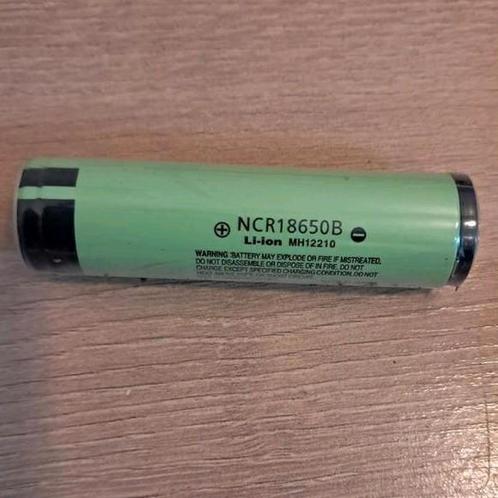 ⊕ NCR18650B ⊖
Li-ion MH12210
WARNING :BATTERY MAY EXPLODE OR FIRE IF MISTREATED.
DO NOT DISASSEMBLE OR DISPOSE OF IN FIRE, DO NOT
CHARGE EXCEPT SPECIFIED CHARGING CONDITION,DO NOT